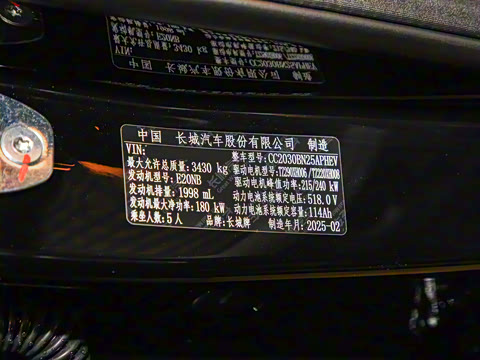 中国 长城汽车股份有限公司 制造
VIN: 整车型号:CC2030BN25APHEV
最大允许总质量:3430 kg 驱动电机型号:TZ290XH006/TZ220XH008
发动机型号:E20NB 驱动电机峰值功率:215/240 kW
发动机排量:1998 mL 动力电池系统额定电压:518.0 V
发动机最大净功率:180 kW 动力电池系统额定容量:114Ah
乘坐人数:5人 品牌:长城牌 制造年月:2025-02